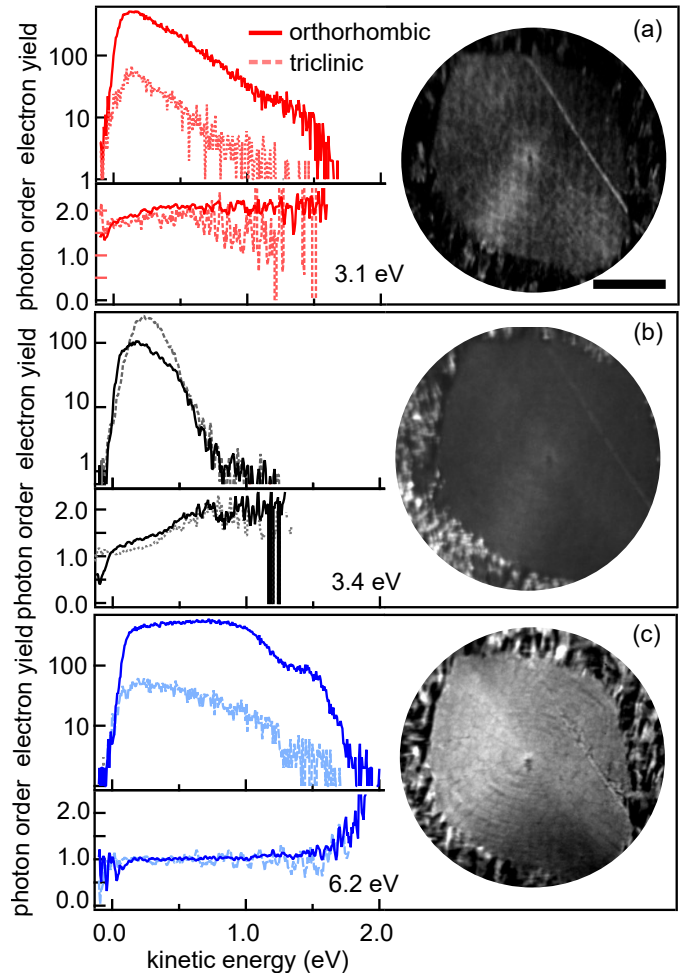 (a)
orthorhombic
triclinic
electron yield
100
10
1
photon order
1
2.0
1.0
0.0
3.1 eV
(b)
electron yield
100
10
1
photon order
2.0
1.0
0.0
3.4 eV
(c)
electron yield
100
10
photon order
2.0
1.0
0.0
6.2 eV
0.0 1.0 2.0
kinetic energy (eV)